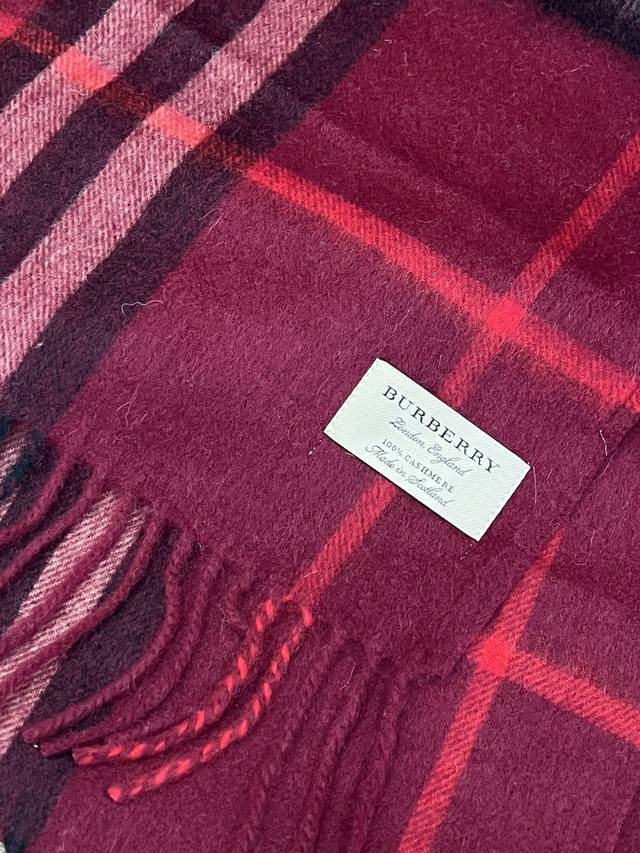 BURBERRY
London, England
100% CASHMERE
Made in Scotland